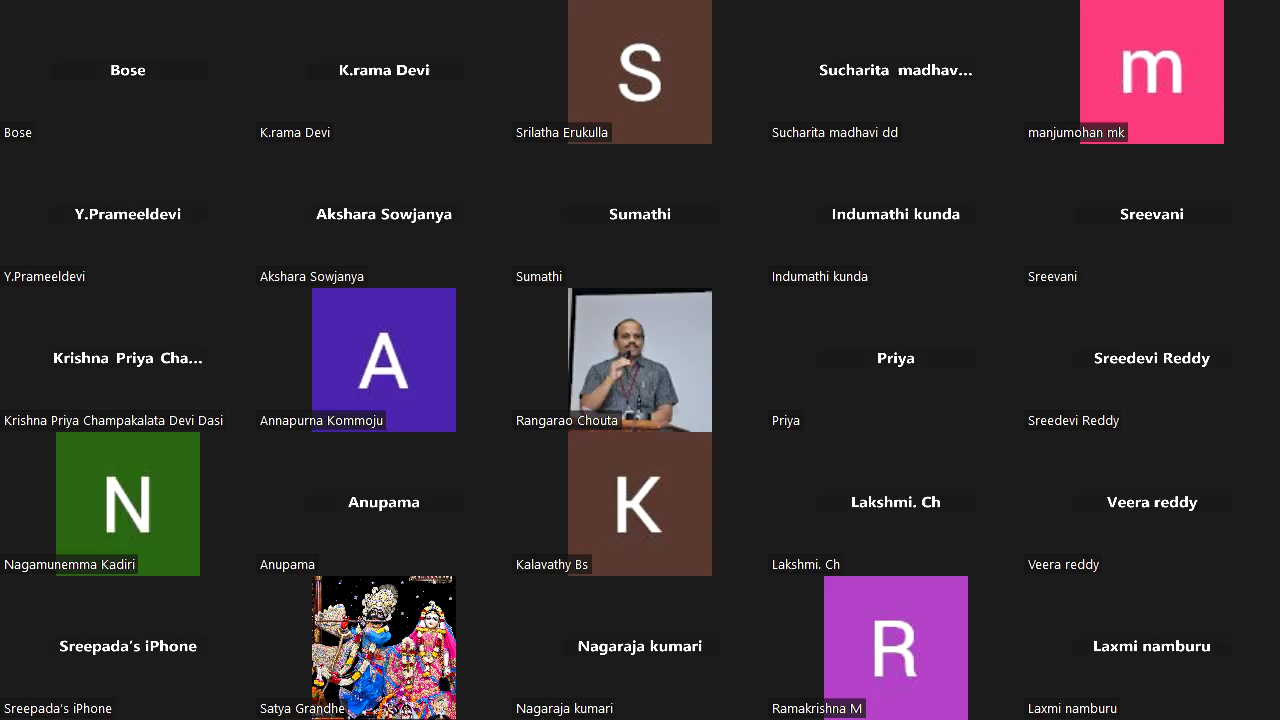 Bose
K.rama Devi
S
Sucharita madhav...
m
Bose
K.rama Devi
Srilatha Erukulla
Sucharita madhavi dd
manjumohan mk
Y.Prameeldevi
Akshara Sowjanya
Sumathi
Indumathi kunda
Sreevani
Y.Prameeldevi
Akshara Sowjanya
Sumathi
Indumathi kunda
Sreevani
Krishna Priya Cha...
A
Priya
Sreedevi Reddy
Krishna Priya Champakalata Devi Dasi
Annapurna Kommoju
Rangarao Chouta
Priya
Sreedevi Reddy
N
Anupama
K
Lakshmi. Ch
Veera reddy
Nagamunemma Kadiri
Anupama
Kalavathy Bs
Lakshmi. Ch
Veera reddy
Sreepada's iPhone
Nagaraja kumari
R
Laxmi namburu
Sreepada's iPhone
Satya Grandhe
Nagaraja kumari
Ramakrishna M
Laxmi namburu